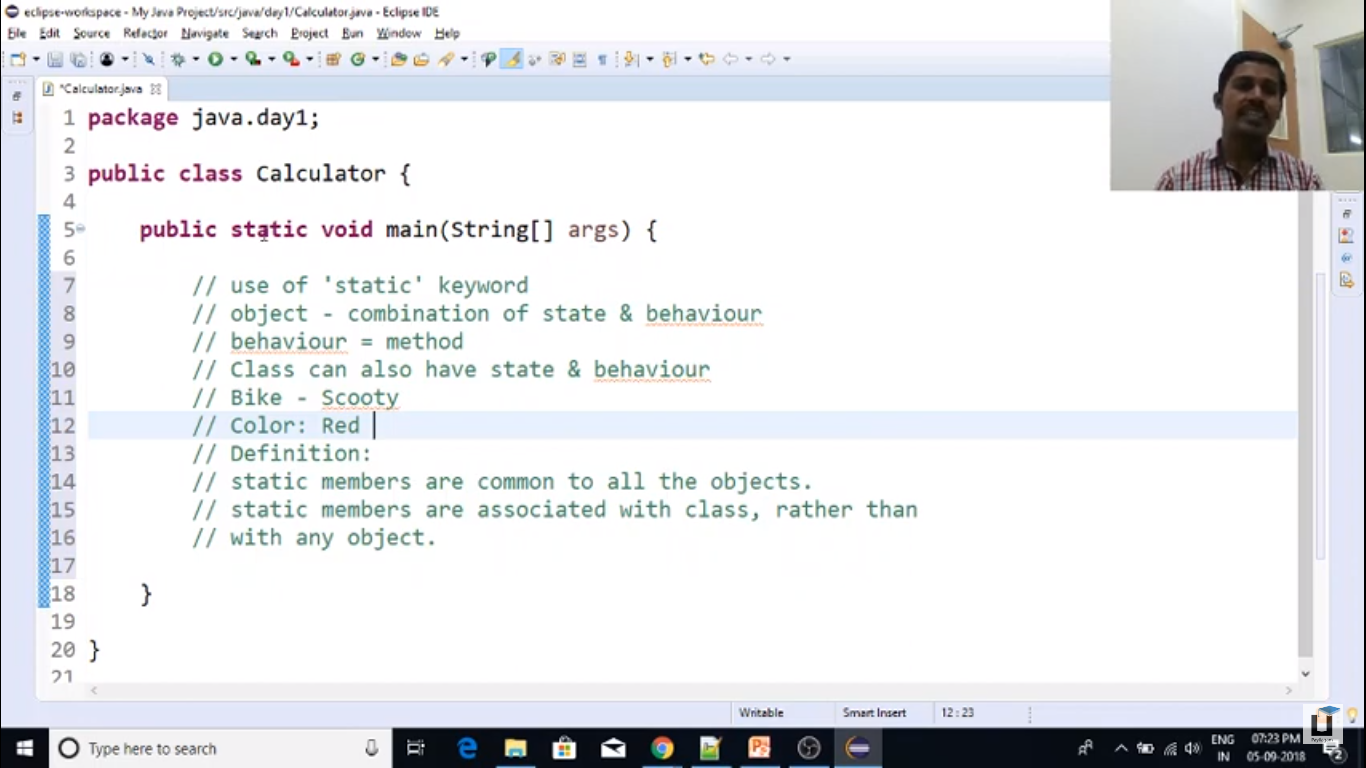 eclipse-workspace - My Java Project/src/java/day1/Calculator.java - Eclipse IDE
File Edit Source Refactor Navigate Search Project Run Window Help
*Calculator.java
1 package java.day1;
2
3 public class Calculator {
4
5 public static void main(String[] args) {
6
7 // use of 'static' keyword
8 // object - combination of state & behaviour
9 // behaviour = method
10 // Class can also have state & behaviour
11 // Bike - Scooty
12 // Color: Red
13 // Definition:
14 // static members are common to all the objects.
15 // static members are associated with class, rather than
16 // with any object.
17
18 }
19
20 }
21
Writable Smart Insert 12 : 23
Type here to search
ENG 07:23 PM
IN 05-09-2018
2